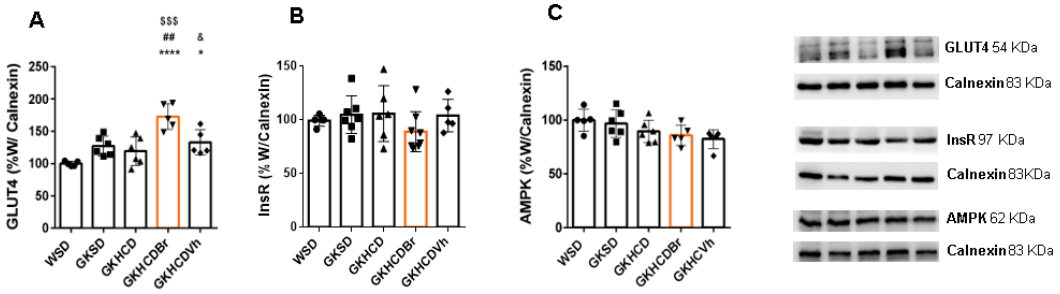 A
$$$
##
****
&
*
GLUT4 (%W/ Calnexin)
250
200
150
100
50
0
WSD
GKSD
GKHCD
GKHCDBr
GKHCDVh
B
InsR (% W/Calnexin)
150
100
50
0
WSD
GKSD
GKHCD
GKHCDBr
GKHCDVh
C
AMPK (%W/Calnexin)
150
100
50
0
WSD
GKSD
GKHCD
GKHCDBr
GKHCVh
GLUT4 54 KDa
Calnexin 83 KDa
InsR 97 KDa
Calnexin 83KDa
AMPK 62 KDa
Calnexin 83 KDa